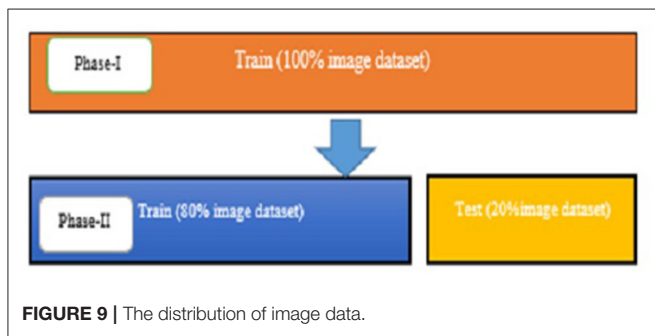 Phase-I
Train (100% image dataset)
Phase-II
Train (80% image dataset)
Test (20%image dataset)
FIGURE 9 | The distribution of image data.